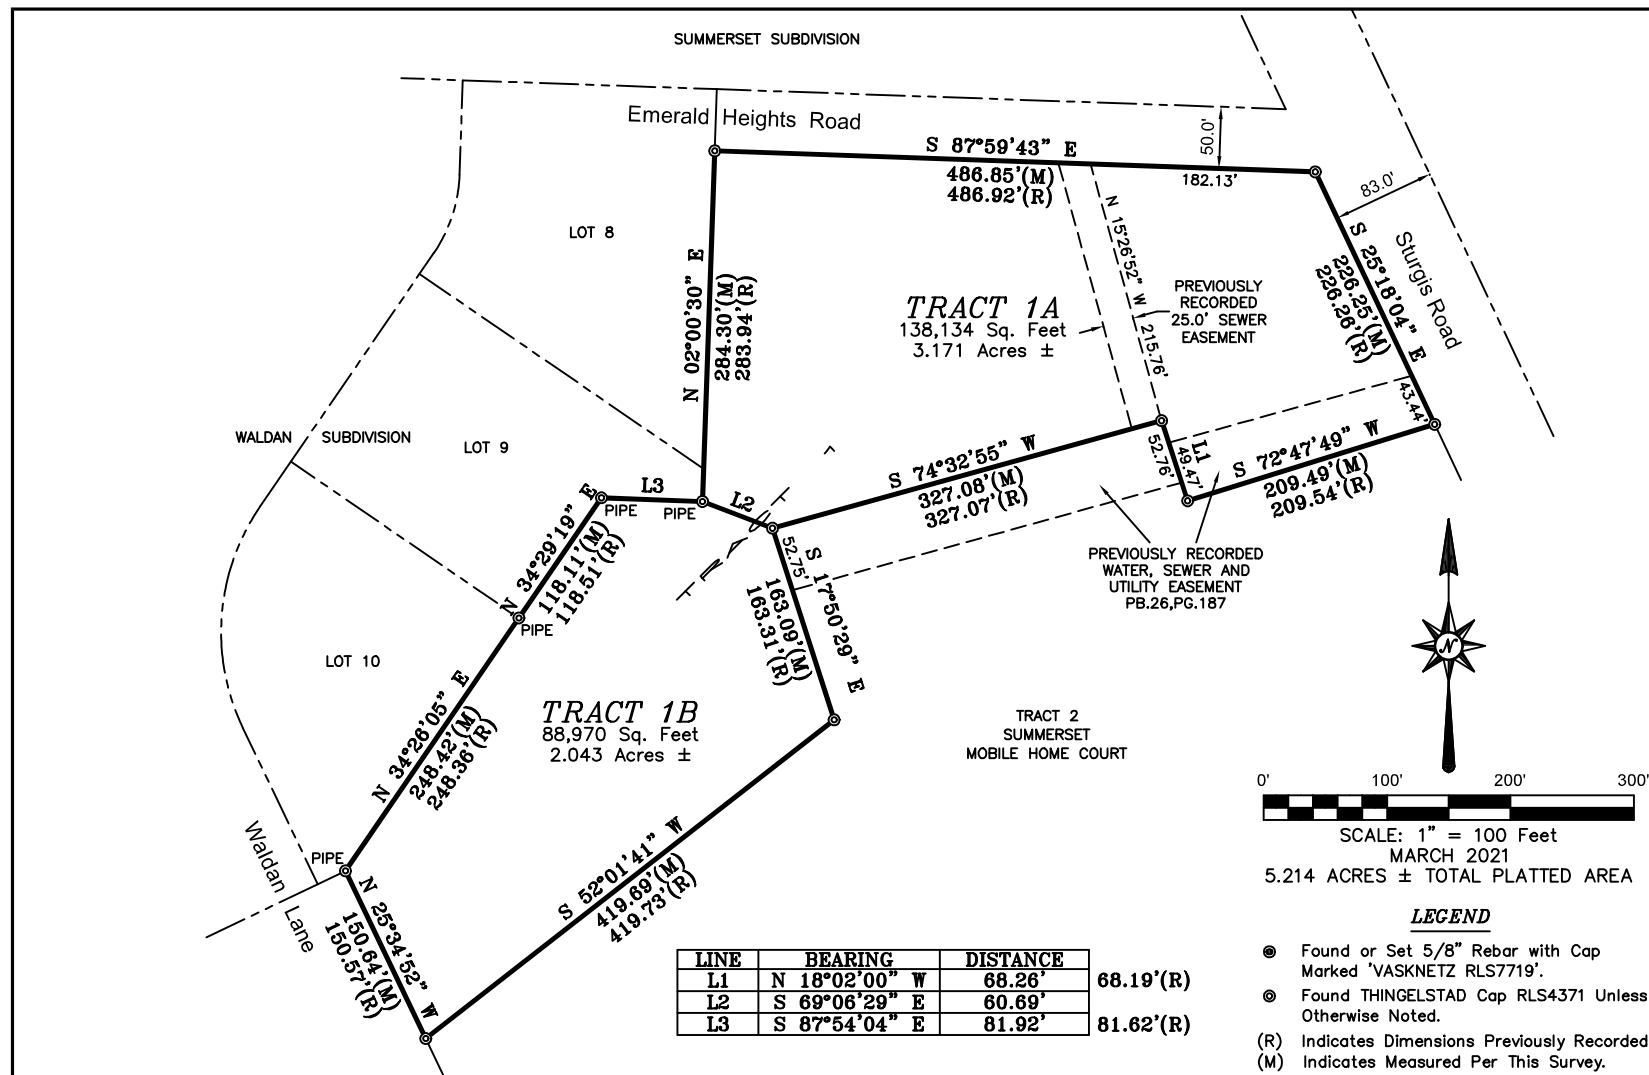 SUMMERSET SUBDIVISION
Emerald Heights Road
50.0'
S 87°59'43" E
486.85'(M)
486.92'(R)
182.13'
83.0'
Sturgis Road
S 25°18'04" E
226.25'(M)
226.26'(R)
43.44'
LOT 8
N 02°00'30" E
284.30'(M)
283.94'(R)
TRACT 1A
138,134 Sq. Feet
3.171 Acres ±
N 15°26'52" W
215.76'
PREVIOUSLY
RECORDED
25.0' SEWER
EASEMENT
WALDAN SUBDIVISION
LOT 9
S 74°32'55" W
327.08'(M)
327.07'(R)
52.76'
49.47'
L1
S 72°47'49" W
209.49'(M)
209.54'(R)
L3
L2
PIPE
PIPE
N 34°29'19" E
118.11'(M)
118.51'(R)
PIPE
52.75'
S 17°50'29" E
163.09'(M)
163.31'(R)
PREVIOUSLY RECORDED
WATER, SEWER AND
UTILITY EASEMENT
PB.26,PG.187
LOT 10
N 34°26'05" E
248.42'(M)
248.36'(R)
TRACT 1B
88,970 Sq. Feet
2.043 Acres ±
TRACT 2
SUMMERSET
MOBILE HOME COURT
N
PIPE
Waldan Lane
N 25°34'52" W
150.64'(M)
150.57'(R)
S 52°01'41" W
419.69'(M)
419.73'(R)
0' 100' 200' 300'
SCALE: 1" = 100 Feet
MARCH 2021
5.214 ACRES ± TOTAL PLATTED AREA
LEGEND
Found or Set 5/8" Rebar with Cap
Marked 'VASKNETZ RLS7719'.
Found THINGELSTAD Cap RLS4371 Unless
Otherwise Noted.
(R) Indicates Dimensions Previously Recorded
(M) Indicates Measured Per This Survey.
LINE BEARING DISTANCE
L1 N 18°02'00" W 68.26' 68.19'(R)
L2 S 69°06'29" E 60.69'
L3 S 87°54'04" E 81.92' 81.62'(R)